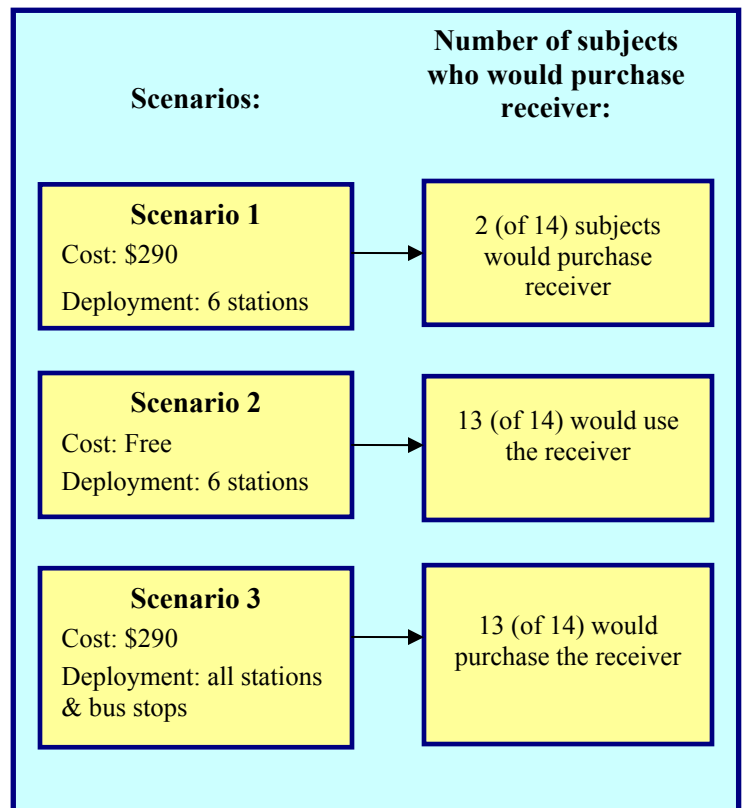 Scenarios:
Number of subjects
who would purchase
receiver:
Scenario 1
Cost: $290
Deployment: 6 stations
2 (of 14) subjects
would purchase
receiver
Scenario 2
Cost: Free
Deployment: 6 stations
13 (of 14) would use
the receiver
Scenario 3
Cost: $290
Deployment: all stations
& bus stops
13 (of 14) would
purchase the receiver